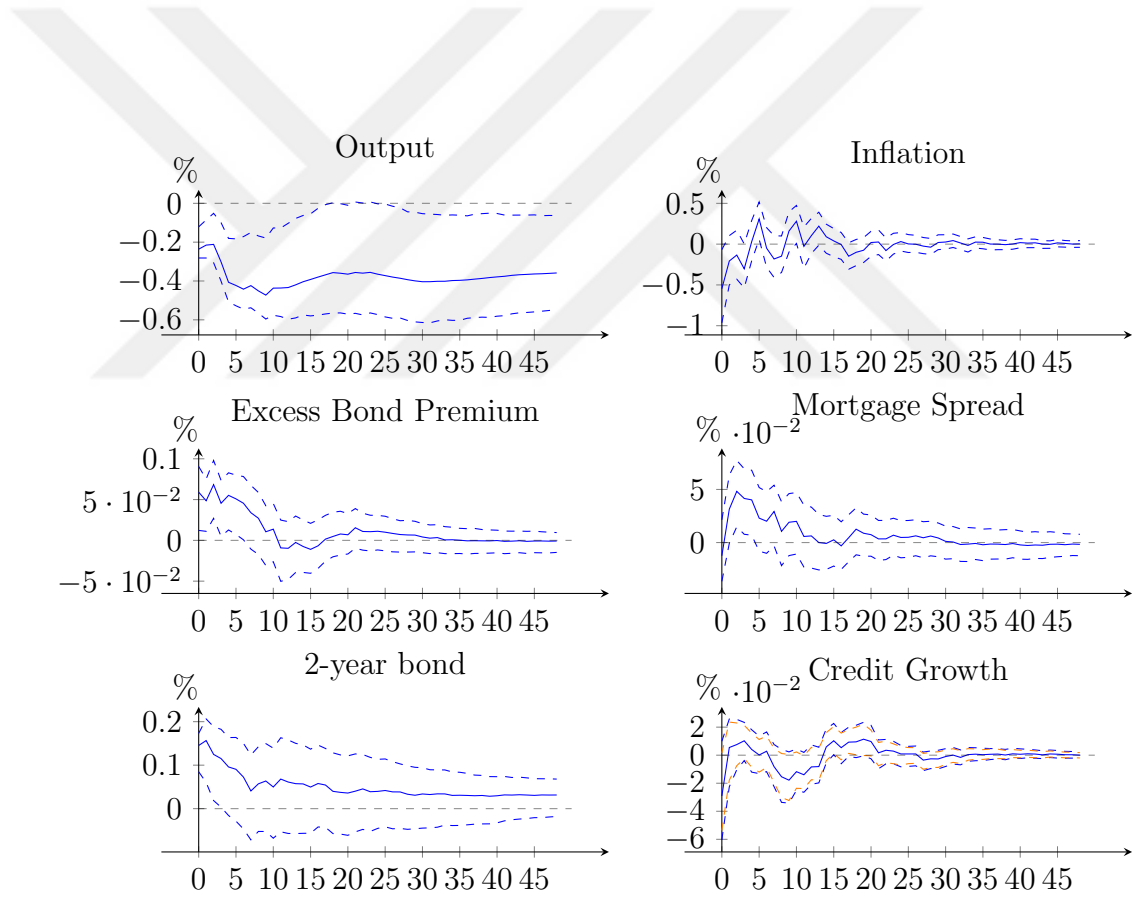 Output
%
0
−0.2
−0.4
−0.6
0 5 10 15 20 25 30 35 40 45
Inflation
%
0.5
0
−0.5
−1
0 5 10 15 20 25 30 35 40 45
Excess Bond Premium
%
0.1
5 · 10⁻²
0
−5 · 10⁻²
0 5 10 15 20 25 30 35 40 45
Mortgage Spread
% ·10⁻²
5
0
0 5 10 15 20 25 30 35 40 45
2-year bond
%
0.2
0.1
0
0 5 10 15 20 25 30 35 40 45
Credit Growth
% ·10⁻²
2
0
−2
−4
−6
0 5 10 15 20 25 30 35 40 45